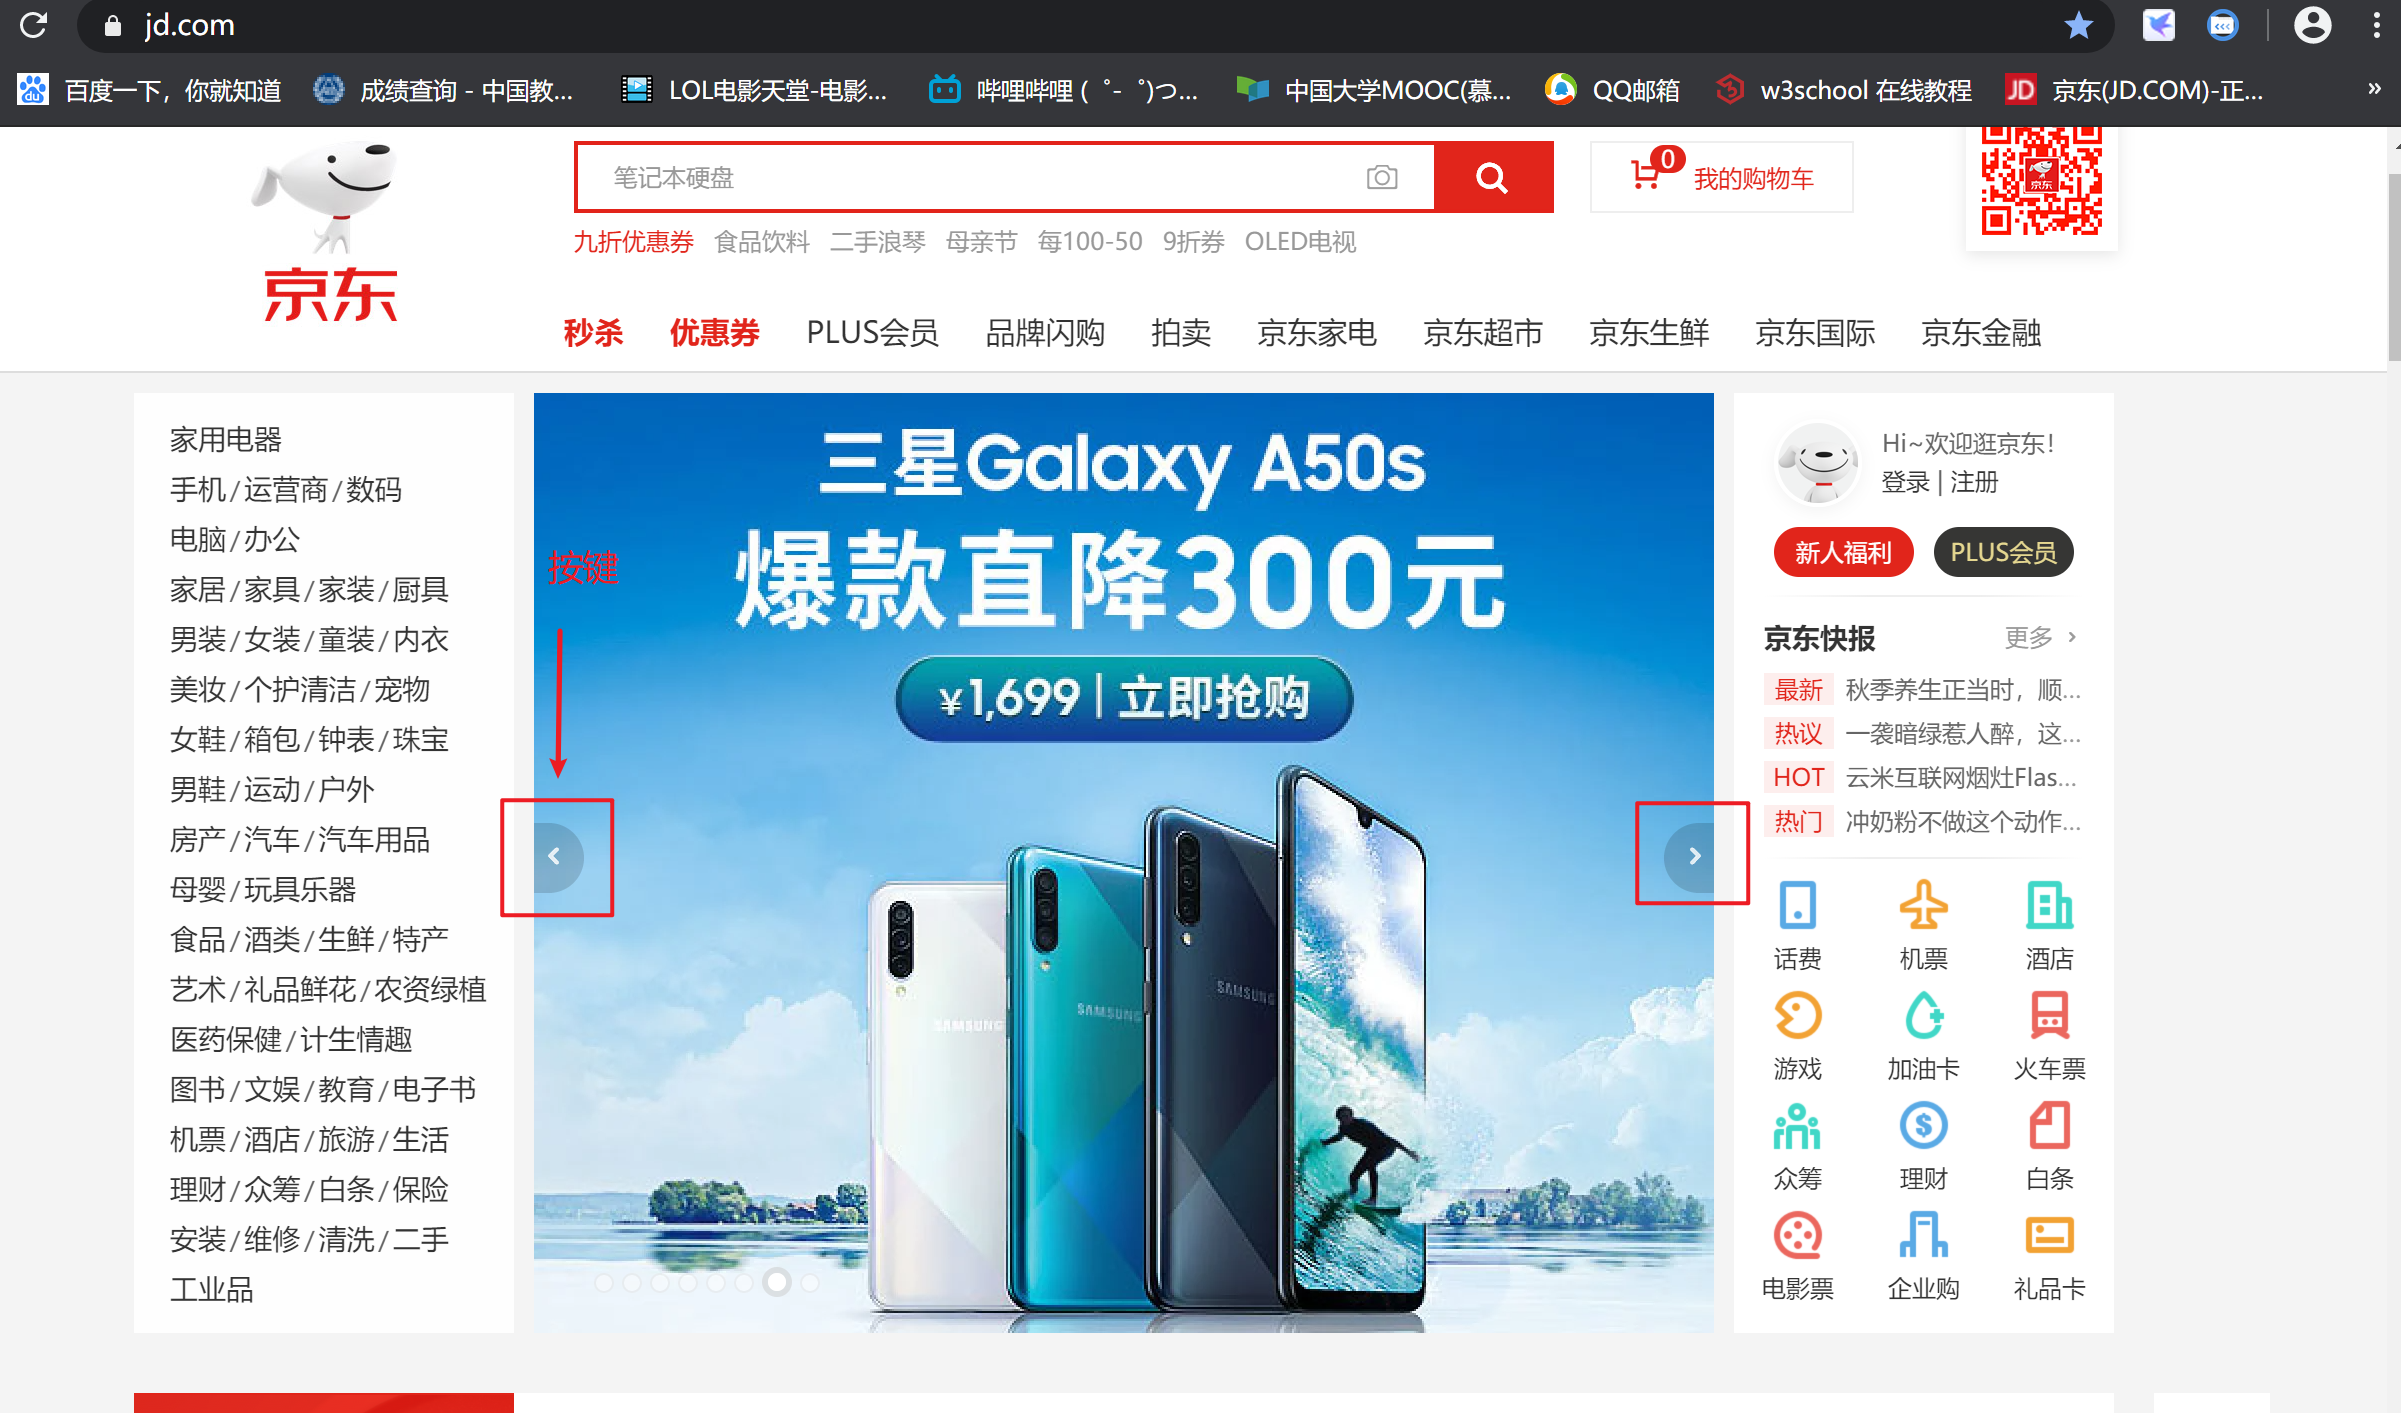 jd.com
百度一下，你就知道
成绩查询 - 中国教...
LOL电影天堂-电影...
哔哩哔哩 (゜-゜)つ...
中国大学MOOC(慕...
QQ邮箱
w3school 在线教程
JD 京东(JD.COM)-正...
»
京东
笔记本硬盘
0
我的购物车
京东
九折优惠券 食品饮料 二手浪琴 母亲节 每100-50 9折券 OLED电视
秒杀 优惠券 PLUS会员 品牌闪购 拍卖 京东家电 京东超市 京东生鲜 京东国际 京东金融
家用电器
手机/运营商/数码
电脑/办公
家居/家具/家装/厨具
男装/女装/童装/内衣
美妆/个护清洁/宠物
女鞋/箱包/钟表/珠宝
男鞋/运动/户外
房产/汽车/汽车用品
母婴/玩具乐器
食品/酒类/生鲜/特产
艺术/礼品鲜花/农资绿植
医药保健/计生情趣
图书/文娱/教育/电子书
机票/酒店/旅游/生活
理财/众筹/白条/保险
安装/维修/清洗/二手
工业品
三星Galaxy A50s
爆款直降300元
¥1,699|立即抢购
按键
SAMSUNG
SAMSUNG
SAMSUNG
Hi~欢迎逛京东!
登录 | 注册
新人福利 PLUS会员
京东快报 更多 ›
最新 秋季养生正当时，顺...
热议 一袭暗绿惹人醉，这...
HOT 云米互联网烟灶Flas...
热门 冲奶粉不做这个动作...
话费 机票 酒店
游戏 加油卡 火车票
众筹 理财 白条
电影票 企业购 礼品卡